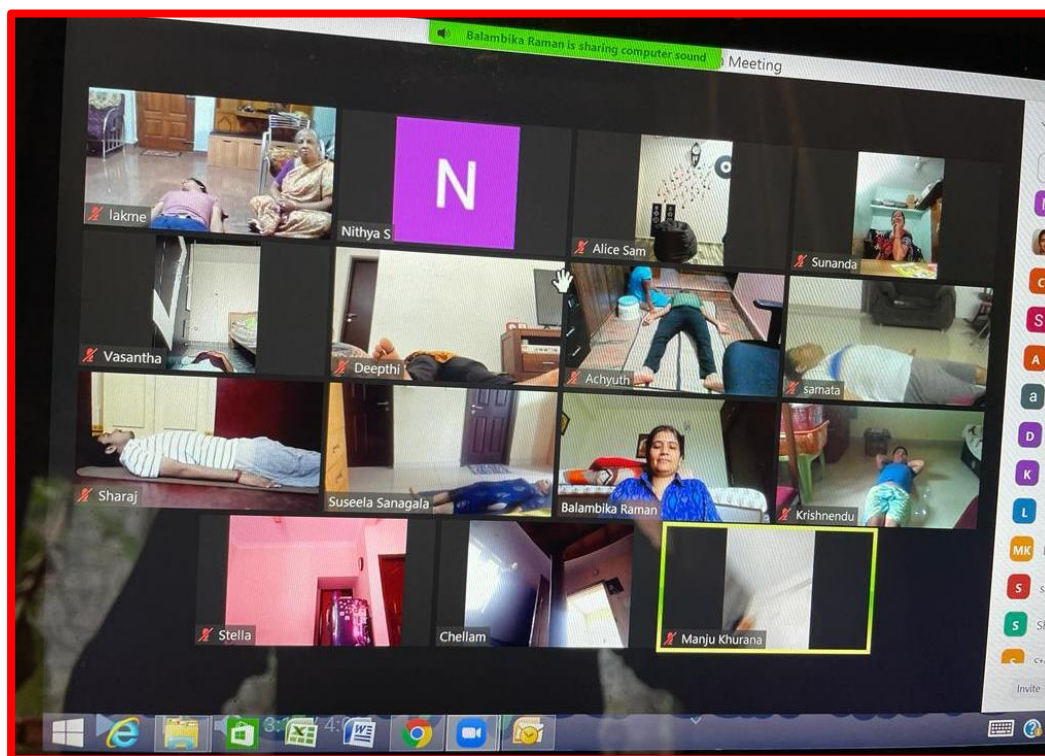 Balambika Raman is sharing computer sound
Meeting
lakme
Nithya S
N
Alice Sam
Sunanda
Vasantha
Deepthi
Achyuth
samata
Sharaj
Suseela Sanagala
Balambika Raman
Krishnendu
Stella
Chellam
Manju Khurana
C
S
A
a
D
K
L
MK
S
S
Invite